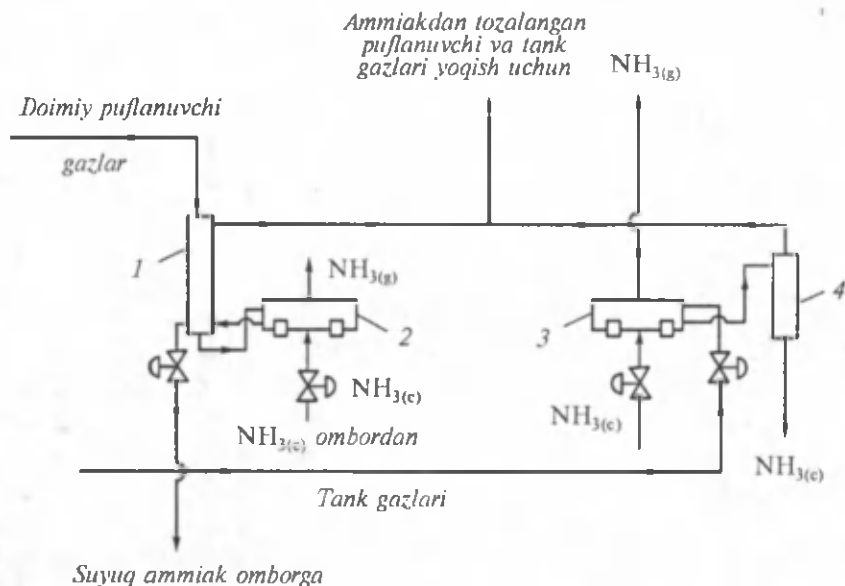 Ammiakdan tozalangan
puflanuvchi va tank
gazlari yoqish uchun
NH3(g)
Doimiy puflanuvchi
gazlar
1
NH3(g)
2
3
4
NH3(c)
NH3(c)
NH3(c) ombordan
NH3(c)
Tank gazlari
Suyuq ammiak omborga